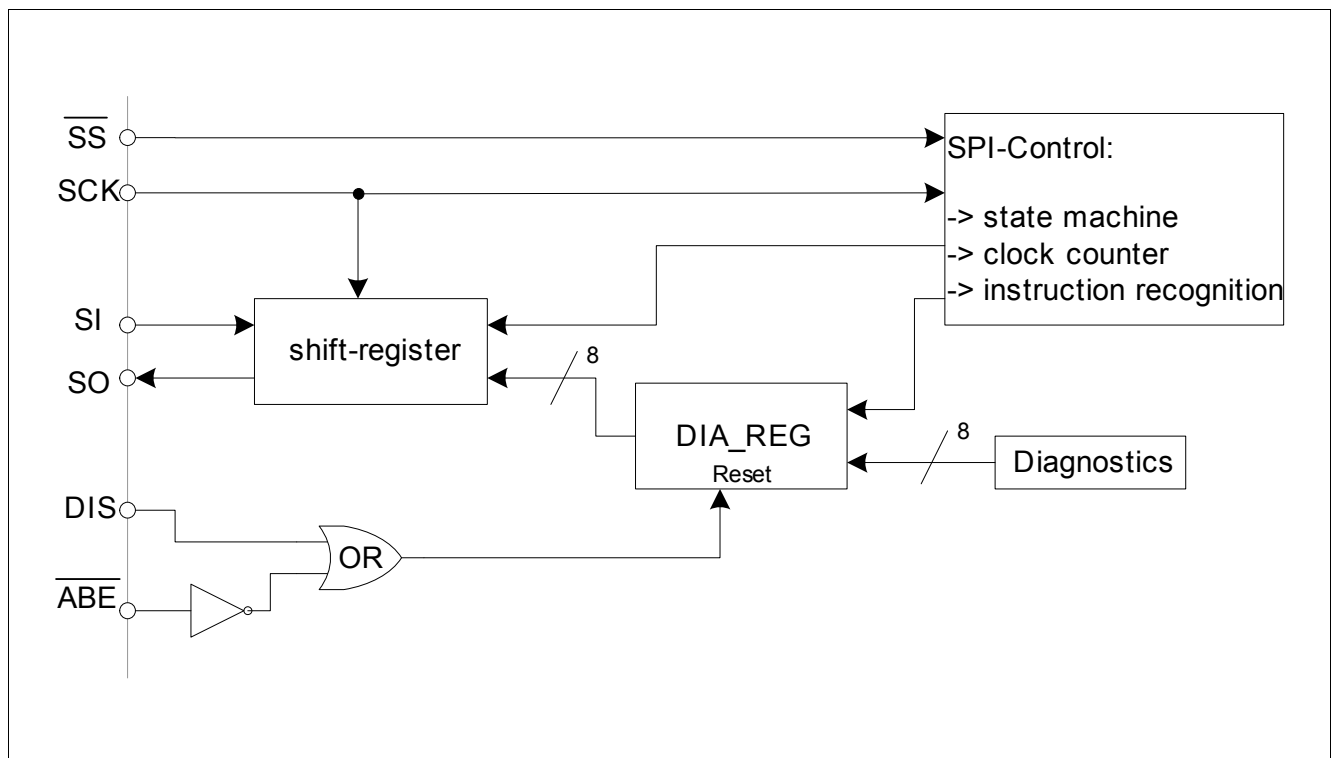 SS
SPI-Control:
SCK
-> state machine
-> clock counter
-> instruction recognition
SI
shift-register
SO
8
DIA_REG
Reset
8
Diagnostics
DIS
OR
ABE